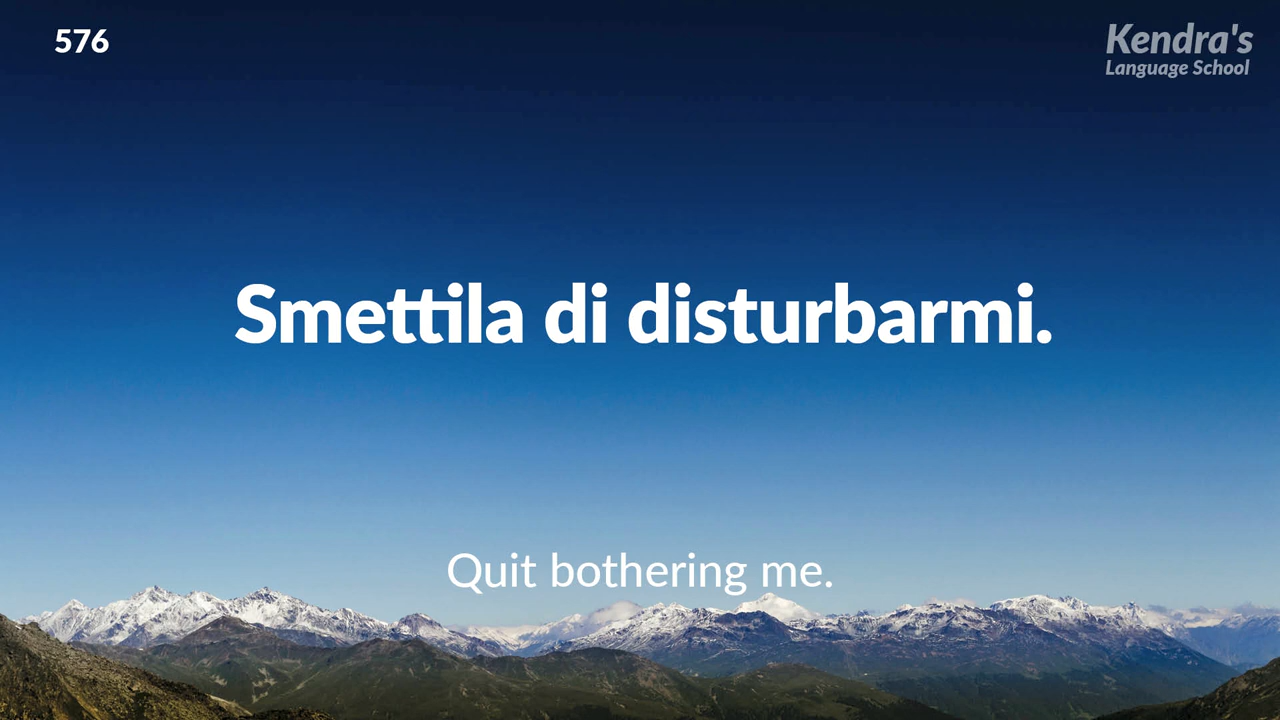 576
Kendra's
Language School
Smettila di disturbarmi.
Quit bothering me.